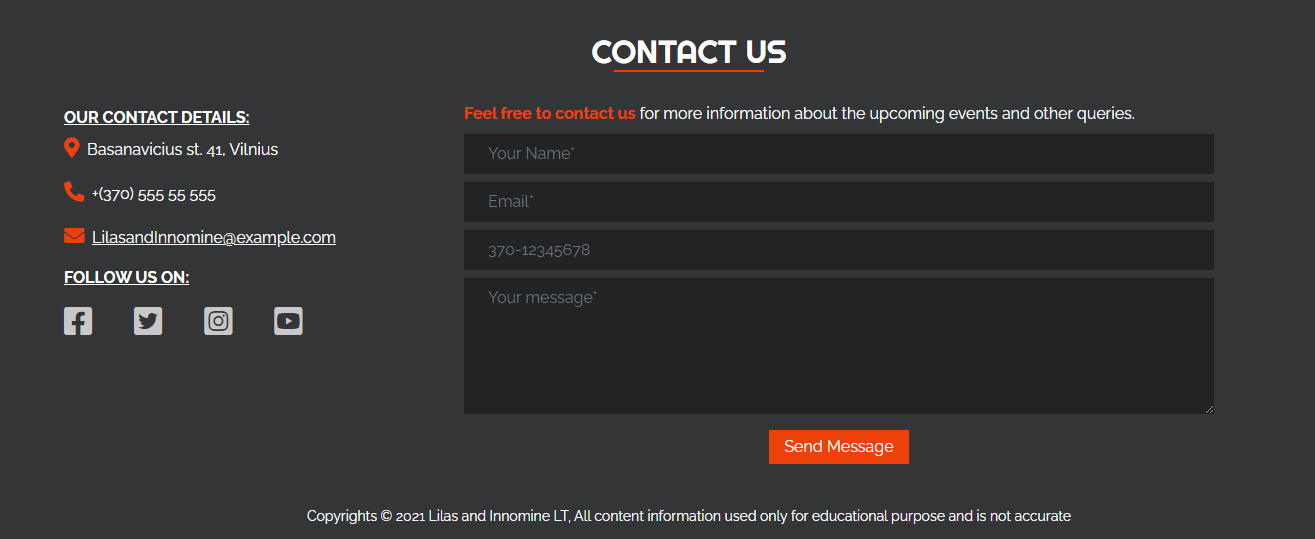 CONTACT US
OUR CONTACT DETAILS:
Basanavicius st. 41, Vilnius
+(370) 555 55 555
LilasandInnomine@example.com
FOLLOW US ON:
Feel free to contact us for more information about the upcoming events and other queries.
Your Name*
Email*
370-12345678
Your message*
Send Message
Copyrights © 2021 Lilas and Innomine LT, All content information used only for educational purpose and is not accurate